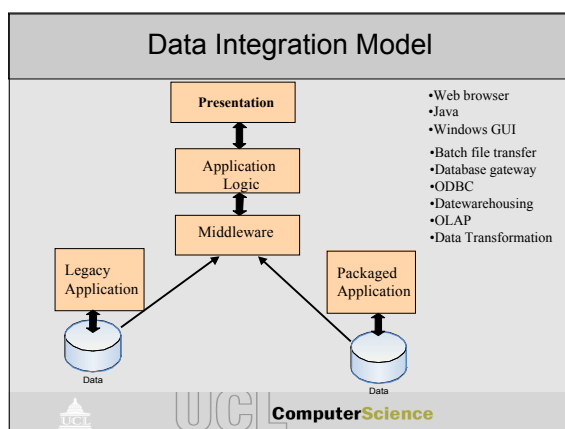 Data Integration Model
Presentation
Application
Logic
Middleware
Legacy
Application
Data
Packaged
Application
Data
•Web browser
•Java
•Windows GUI
•Batch file transfer
•Database gateway
•ODBC
•Datewarehousing
•OLAP
•Data Transformation
UCL
UCL ComputerScience